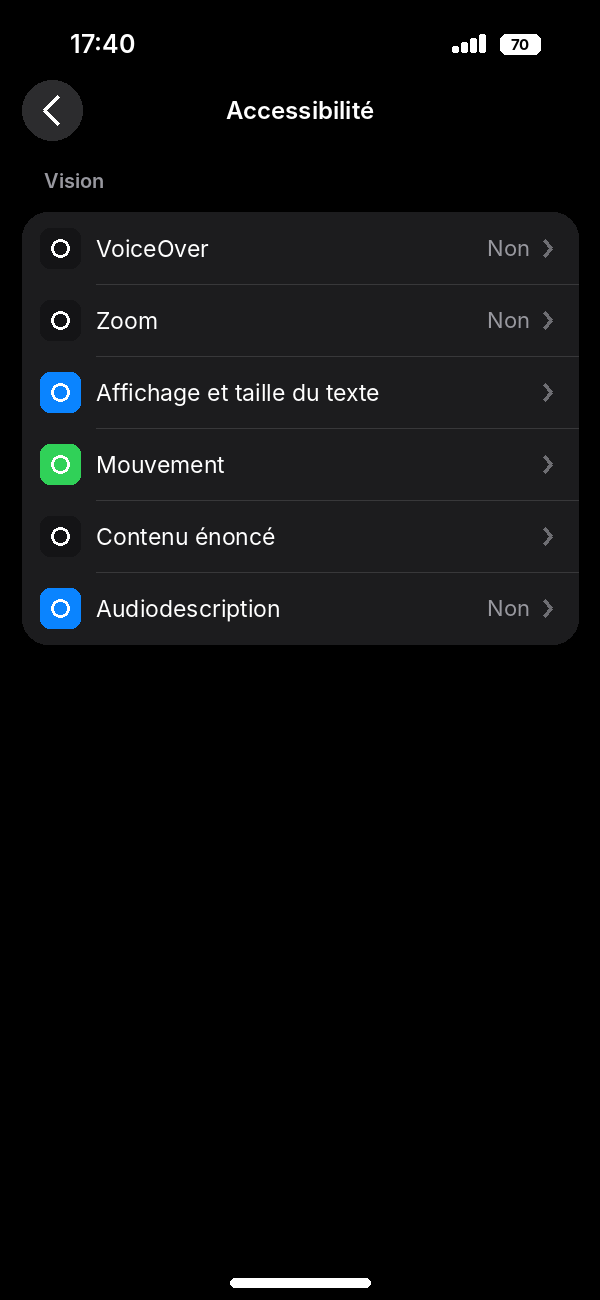 17:40
70
Accessibilité
Vision
VoiceOver Non
Zoom Non
Affichage et taille du texte
Mouvement
Contenu énoncé
Audiodescription Non